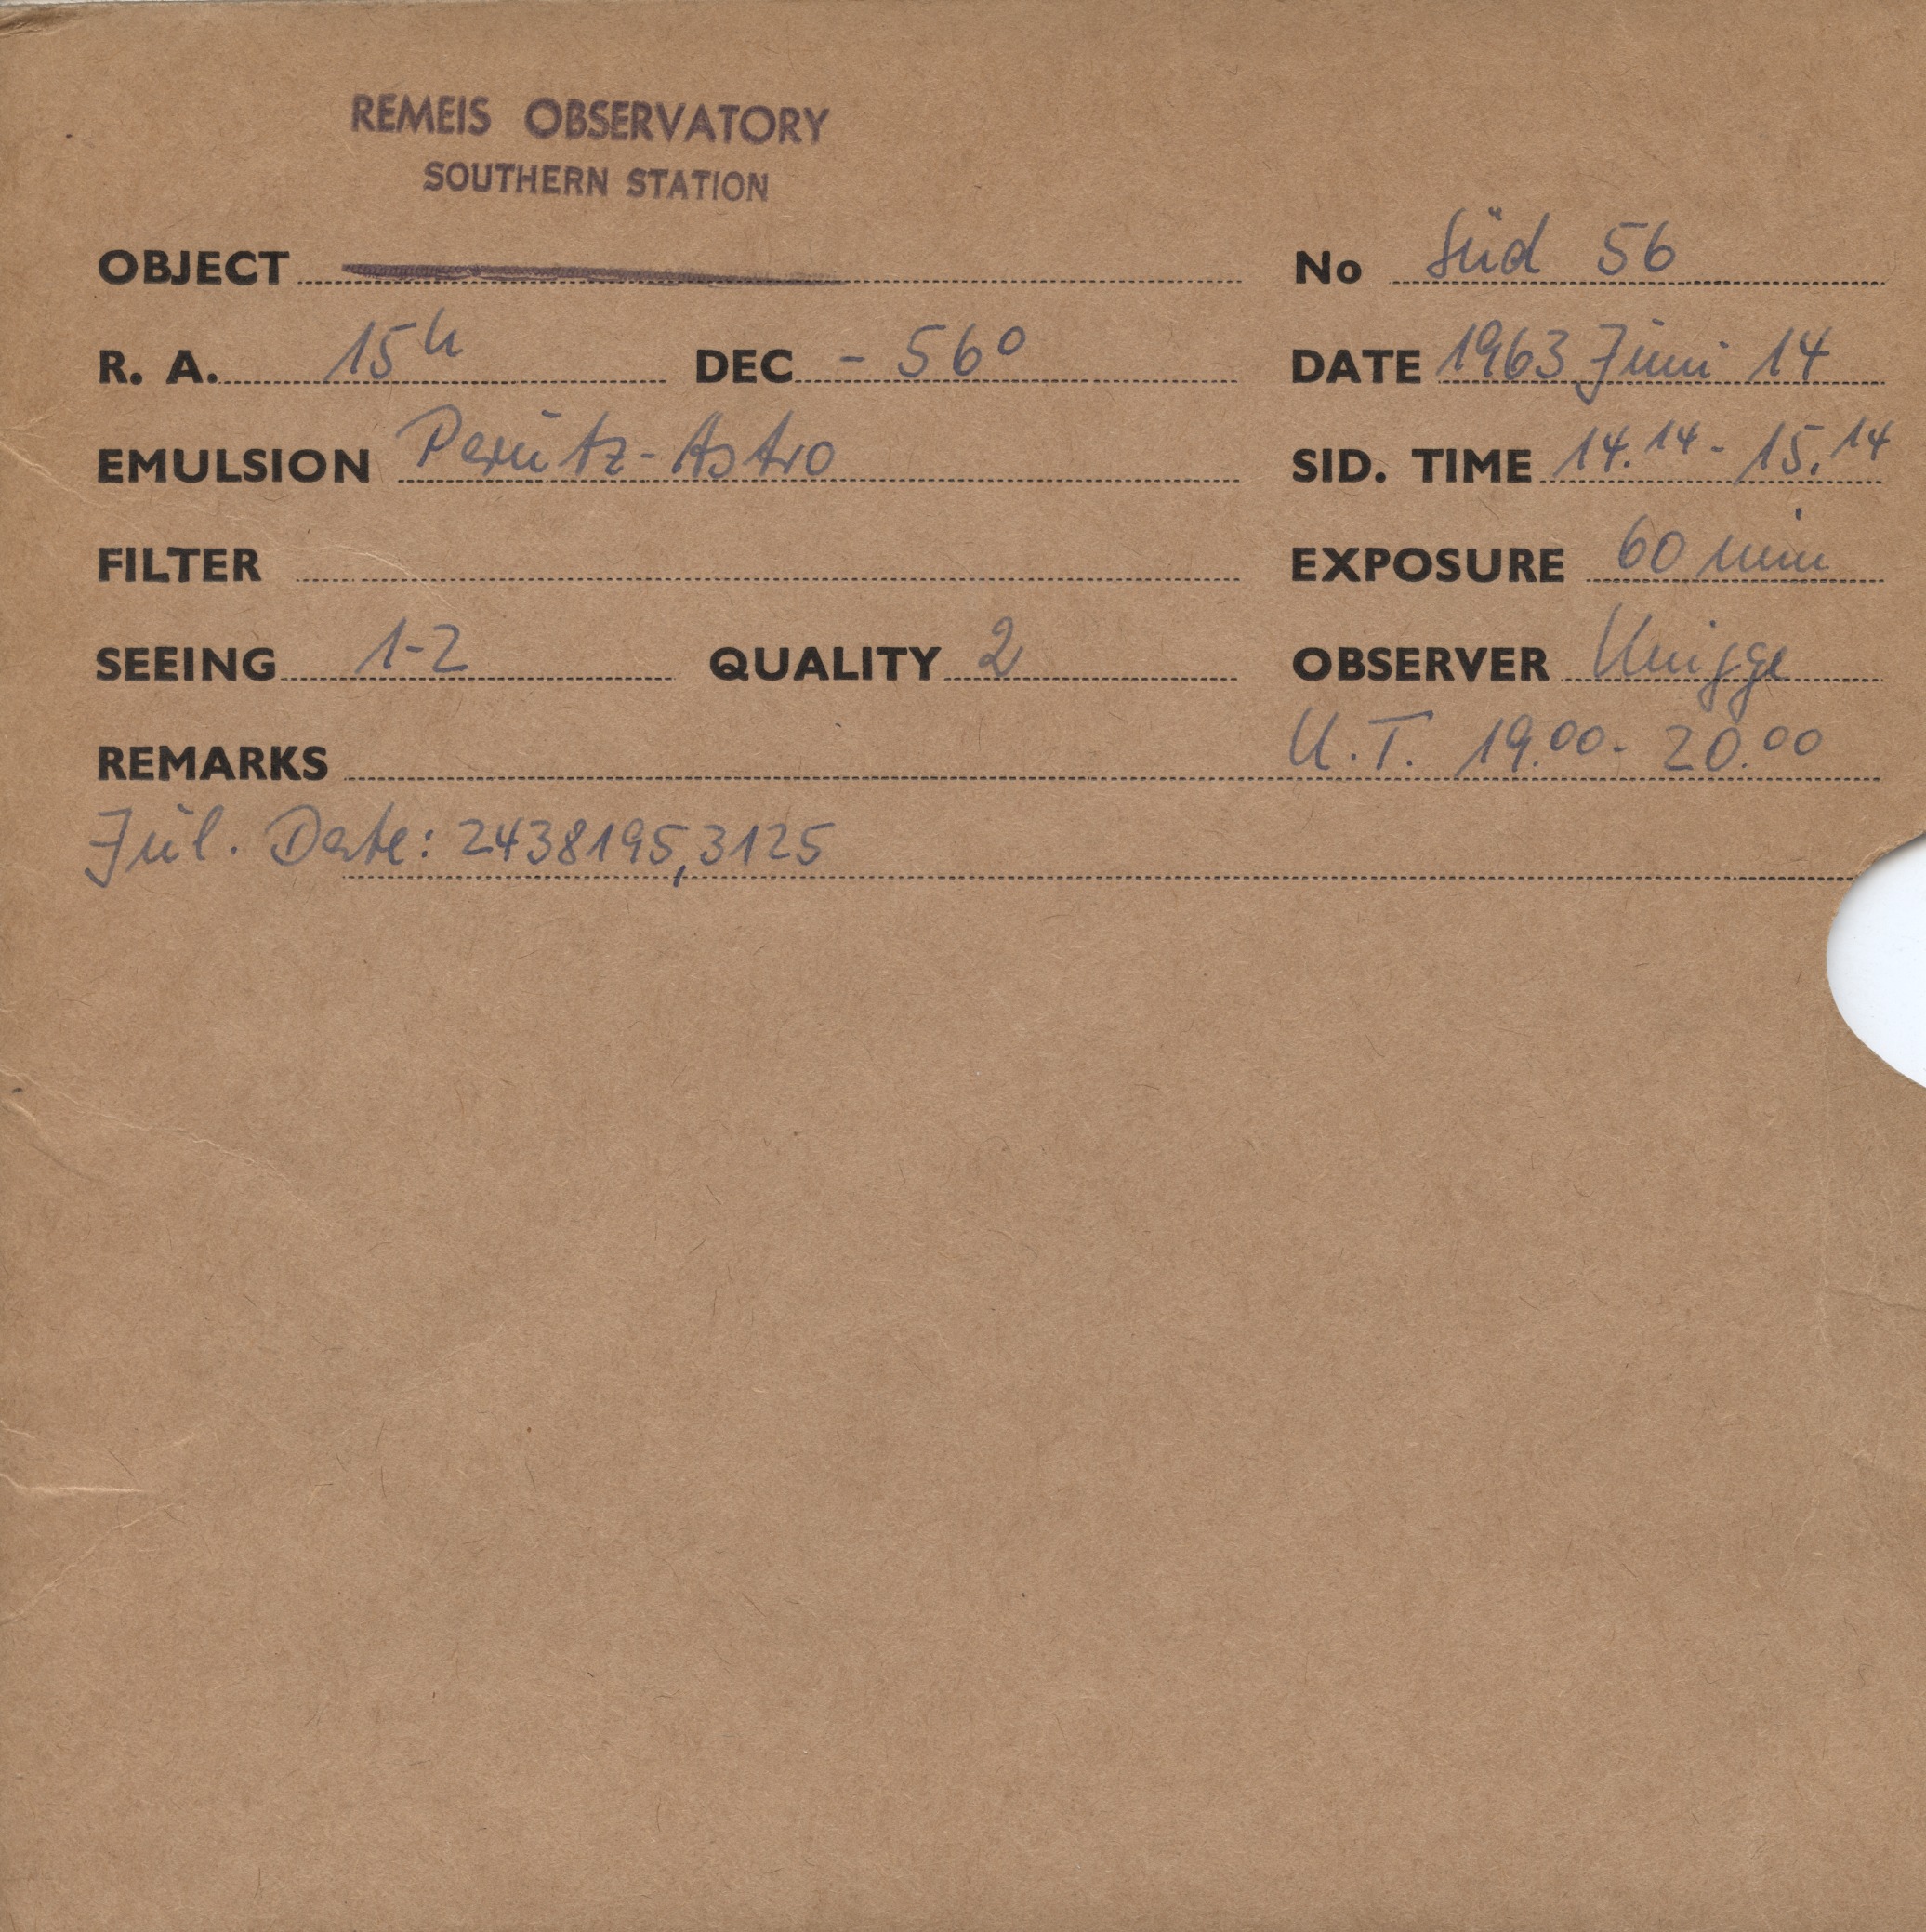 REMEIS OBSERVATORY
SOUTHERN STATION
OBJECT No Süd 56
R. A. 15h DEC - 56° DATE 1963 Juni 14
EMULSION Perutz-Astro SID. TIME 14.14 - 15.14
FILTER EXPOSURE 60 min
SEEING 1-2 QUALITY 2 OBSERVER Knigge
REMARKS U.T. 19.00 - 20.00
Jul. Date: 2438195,3125